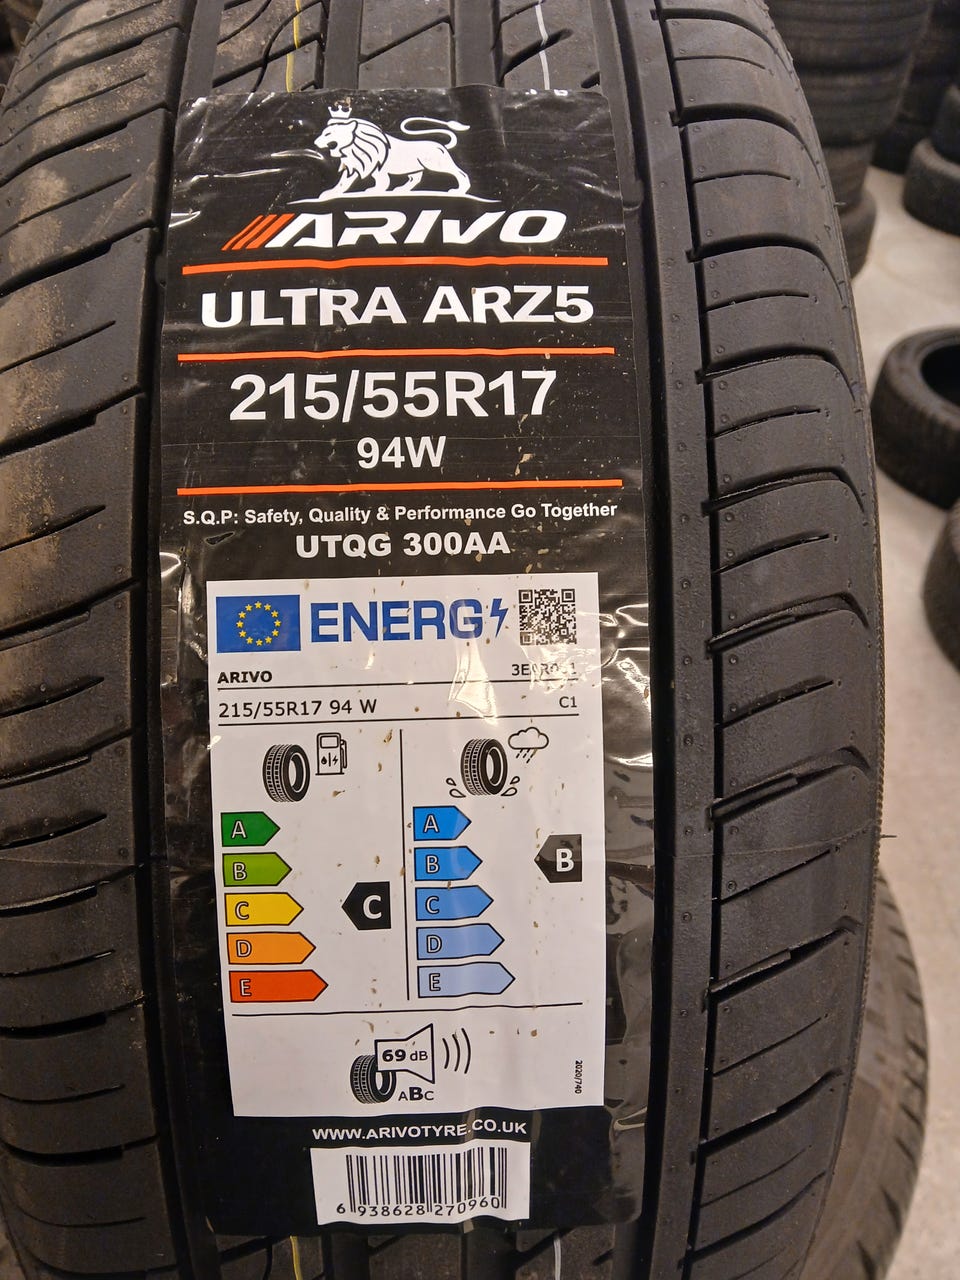 ARIVO
ULTRA ARZ5
215/55R17
94W
S.Q.P: Safety, Quality & Performance Go Together
UTQG 300AA
ENERG
ARIVO
215/55R17 94 W C1
A A
B B B
C C C
D D
E E
69 dB
ABC
2020/740
WWW.ARIVOTYRE.CO.UK
6 938628 270960